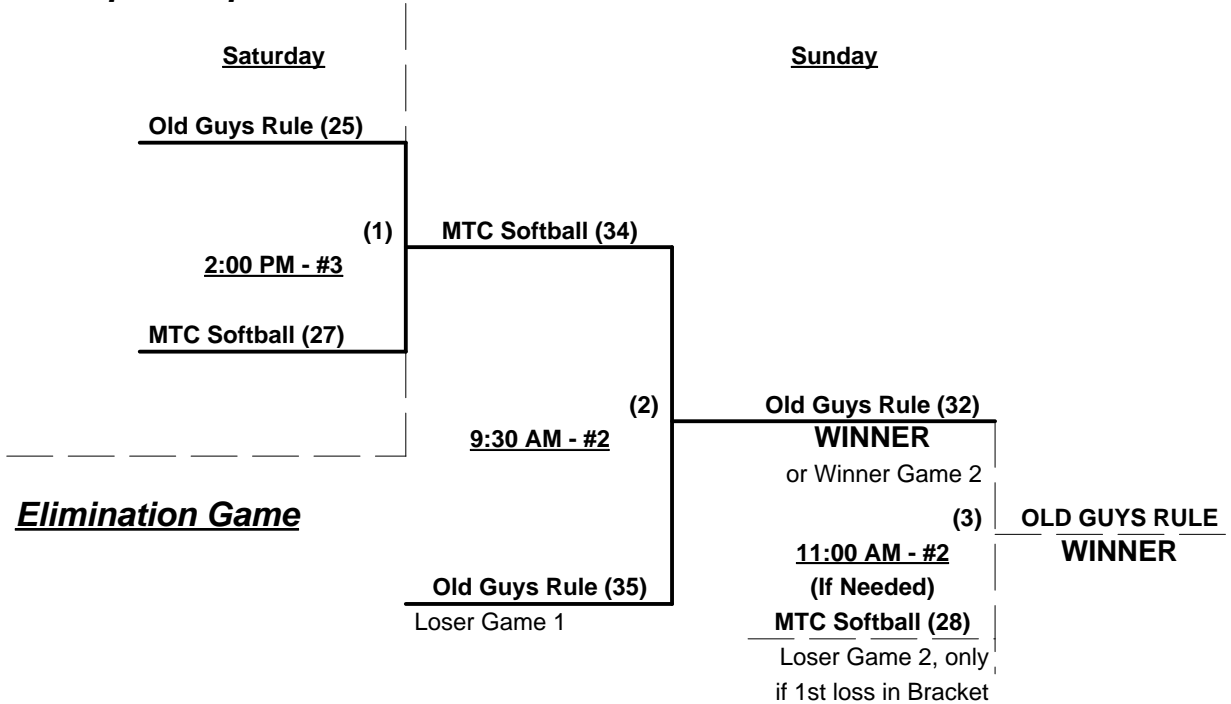 Saturday
Sunday
Old Guys Rule (25)
(1)
MTC Softball (34)
2:00 PM - #3
MTC Softball (27)
(2)
Old Guys Rule (32)
9:30 AM - #2
WINNER
or Winner Game 2
Elimination Game
(3)
OLD GUYS RULE
WINNER
11:00 AM - #2
(If Needed)
Old Guys Rule (35)
Loser Game 1
MTC Softball (28)
Loser Game 2, only
if 1st loss in Bracket